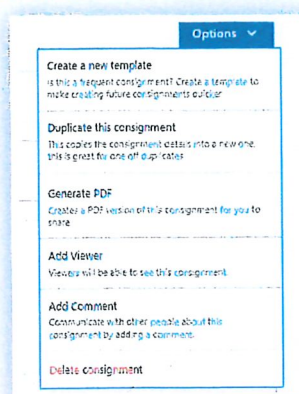 Options
Create a new template
Is this a frequent consignment? Create a template to
make creating future consignments quicker
Duplicate this consignment
This copies the consignment details into a new one,
this is great for one off duplicates
Generate PDF
Creates a PDF version of this consignment for you to
share
Add Viewer
Viewers will be able to see this consignment
Add Comment
Communicate with other people about this
consignment by adding a comment.
Delete consignment